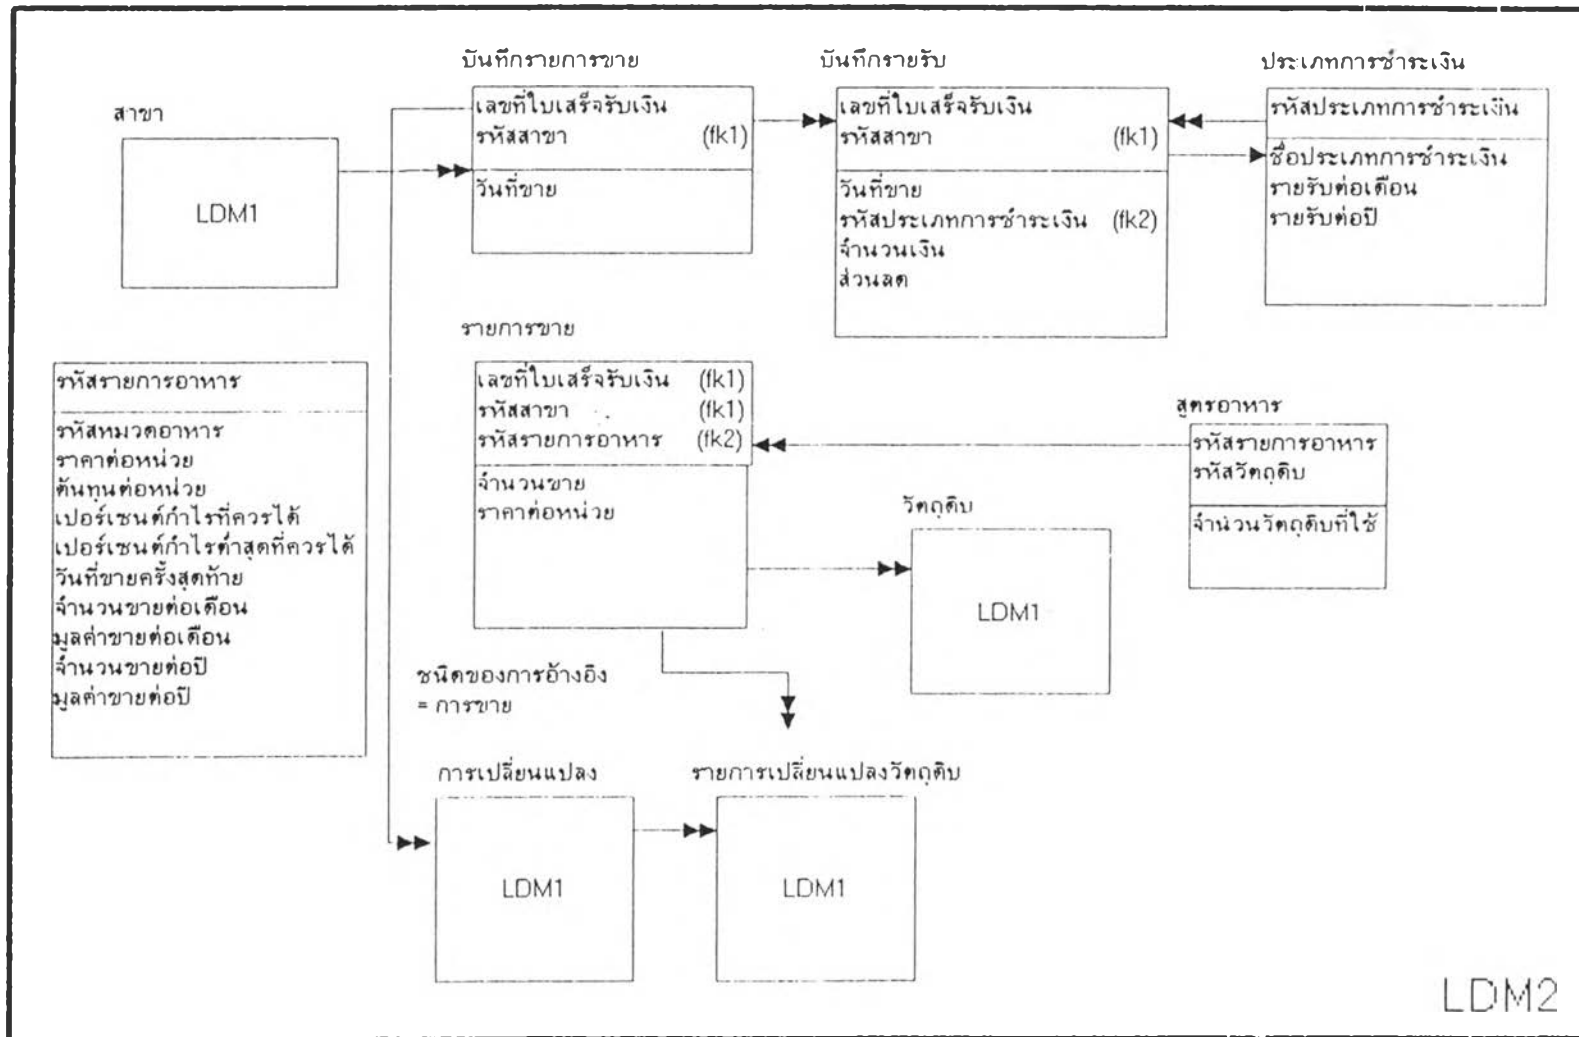 บันทึกรายการขาย
บันทึกรายรับ
ประเภทการชำระเงิน
สาขา
LDM1
เลขที่ใบเสร็จรับเงิน
รหัสสาขา (fk1)
วันที่ขาย
เลขที่ใบเสร็จรับเงิน
รหัสสาขา (fk1)
วันที่ขาย
รหัสประเภทการชำระเงิน (fk2)
จำนวนเงิน
ส่วนลด
รหัสประเภทการชำระเงิน
ชื่อประเภทการชำระเงิน
รายรับต่อเดือน
รายรับต่อปี
รหัสรายการอาหาร
รหัสหมวดอาหาร
ราคาต่อหน่วย
ต้นทุนต่อหน่วย
เปอร์เซนต์กำไรที่ควรได้
เปอร์เซนต์กำไรต่ำสุดที่ควรได้
วันที่ขายครั้งสุดท้าย
จำนวนขายต่อเดือน
มูลค่าขายต่อเดือน
จำนวนขายต่อปี
มูลค่าขายต่อปี
รายการขาย
เลขที่ใบเสร็จรับเงิน (fk1)
รหัสสาขา (fk1)
รหัสรายการอาหาร (fk2)
จำนวนขาย
ราคาต่อหน่วย
สูตรอาหาร
รหัสรายการอาหาร
รหัสวัตถุดิบ
จำนวนวัตถุดิบที่ใช้
วัตถุดิบ
LDM1
ชนิดของการอ้างอิง
= การขาย
การเปลี่ยนแปลง
LDM1
รายการเปลี่ยนแปลงวัตถุดิบ
LDM1
LDM2